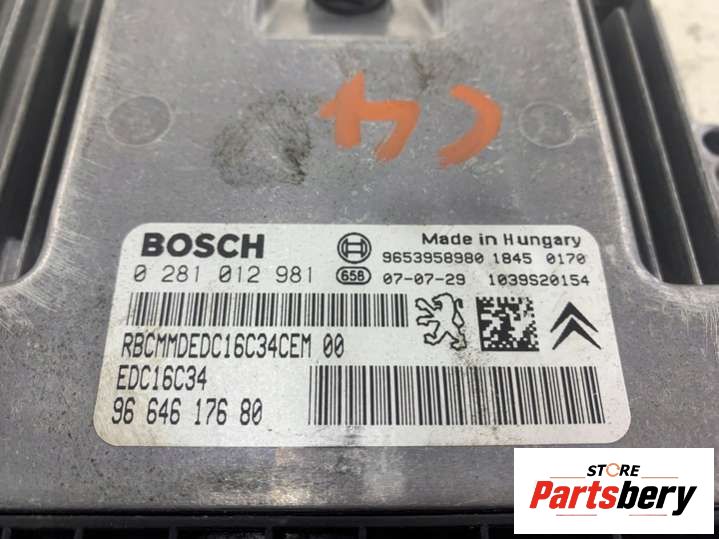 C4
BOSCH
Made in Hungary
9653958980 1845 0170
0 281 012 981
658 07-07-29 1039S20154
RBCMMDEDC16C34CEM 00
EDC16C34
96 646 176 80
STORE
Partsbery